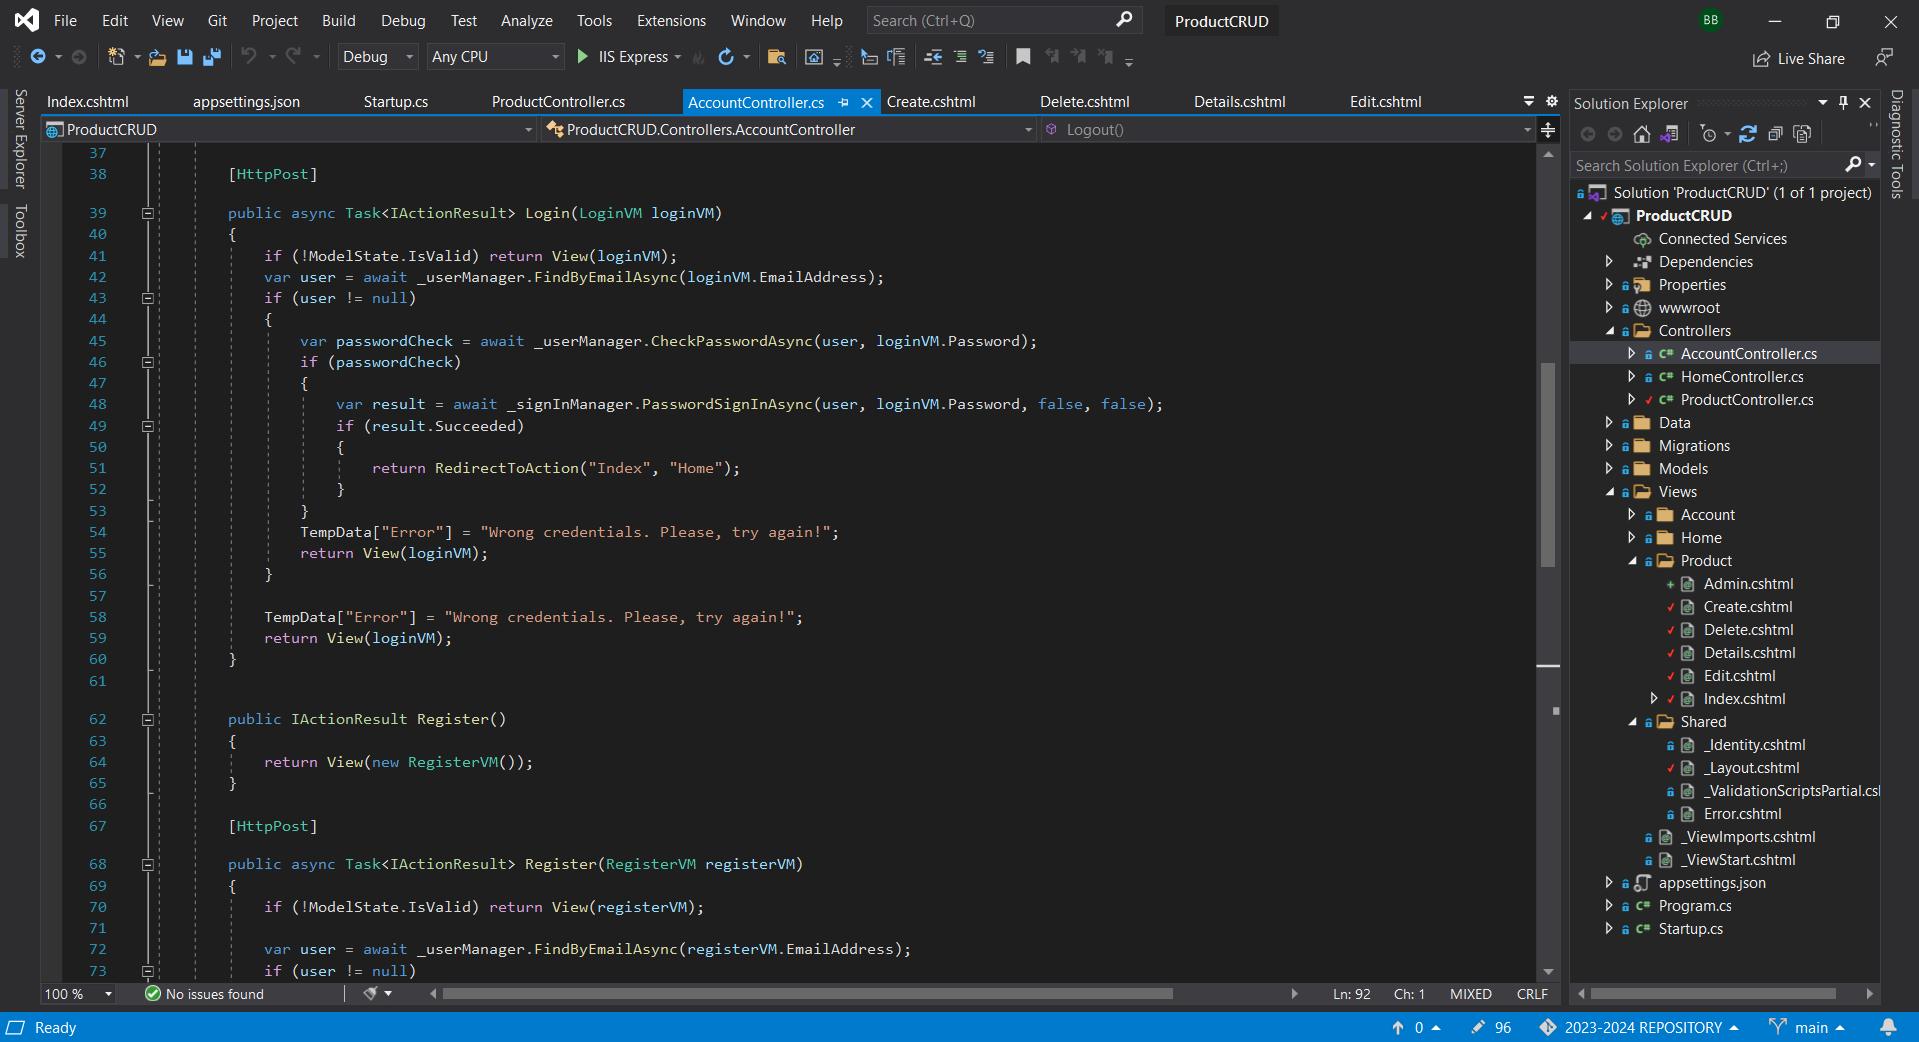 File Edit View Git Project Build Debug Test Analyze Tools Extensions Window Help Search (Ctrl+Q) ProductCRUD BB
Debug Any CPU IIS Express Live Share
Server Explorer
Toolbox
Index.cshtml appsettings.json Startup.cs ProductController.cs AccountController.cs Create.cshtml Delete.cshtml Details.cshtml Edit.cshtml
ProductCRUD ProductCRUD.Controllers.AccountController Logout()
37
38 [HttpPost]
39 public async Task<IActionResult> Login(LoginVM loginVM)
40 {
41 if (!ModelState.IsValid) return View(loginVM);
42 var user = await _userManager.FindByEmailAsync(loginVM.EmailAddress);
43 if (user != null)
44 {
45 var passwordCheck = await _userManager.CheckPasswordAsync(user, loginVM.Password);
46 if (passwordCheck)
47 {
48 var result = await _signInManager.PasswordSignInAsync(user, loginVM.Password, false, false);
49 if (result.Succeeded)
50 {
51 return RedirectToAction("Index", "Home");
52 }
53 }
54 TempData["Error"] = "Wrong credentials. Please, try again!";
55 return View(loginVM);
56 }
57
58 TempData["Error"] = "Wrong credentials. Please, try again!";
59 return View(loginVM);
60 }
61
62 public IActionResult Register()
63 {
64 return View(new RegisterVM());
65 }
66
67 [HttpPost]
68 public async Task<IActionResult> Register(RegisterVM registerVM)
69 {
70 if (!ModelState.IsValid) return View(registerVM);
71
72 var user = await _userManager.FindByEmailAsync(registerVM.EmailAddress);
73 if (user != null)
100 % No issues found Ln: 92 Ch: 1 MIXED CRLF
Solution Explorer
Search Solution Explorer (Ctrl+;)
Solution 'ProductCRUD' (1 of 1 project)
ProductCRUD
Connected Services
Dependencies
Properties
wwwroot
Controllers
C# AccountController.cs
C# HomeController.cs
C# ProductController.cs
Data
Migrations
Models
Views
Account
Home
Product
Admin.cshtml
Create.cshtml
Delete.cshtml
Details.cshtml
Edit.cshtml
Index.cshtml
Shared
_Identity.cshtml
_Layout.cshtml
_ValidationScriptsPartial.csl
Error.cshtml
_ViewImports.cshtml
_ViewStart.cshtml
appsettings.json
C# Program.cs
C# Startup.cs
Diagnostic Tools
Ready 0 96 2023-2024 REPOSITORY main